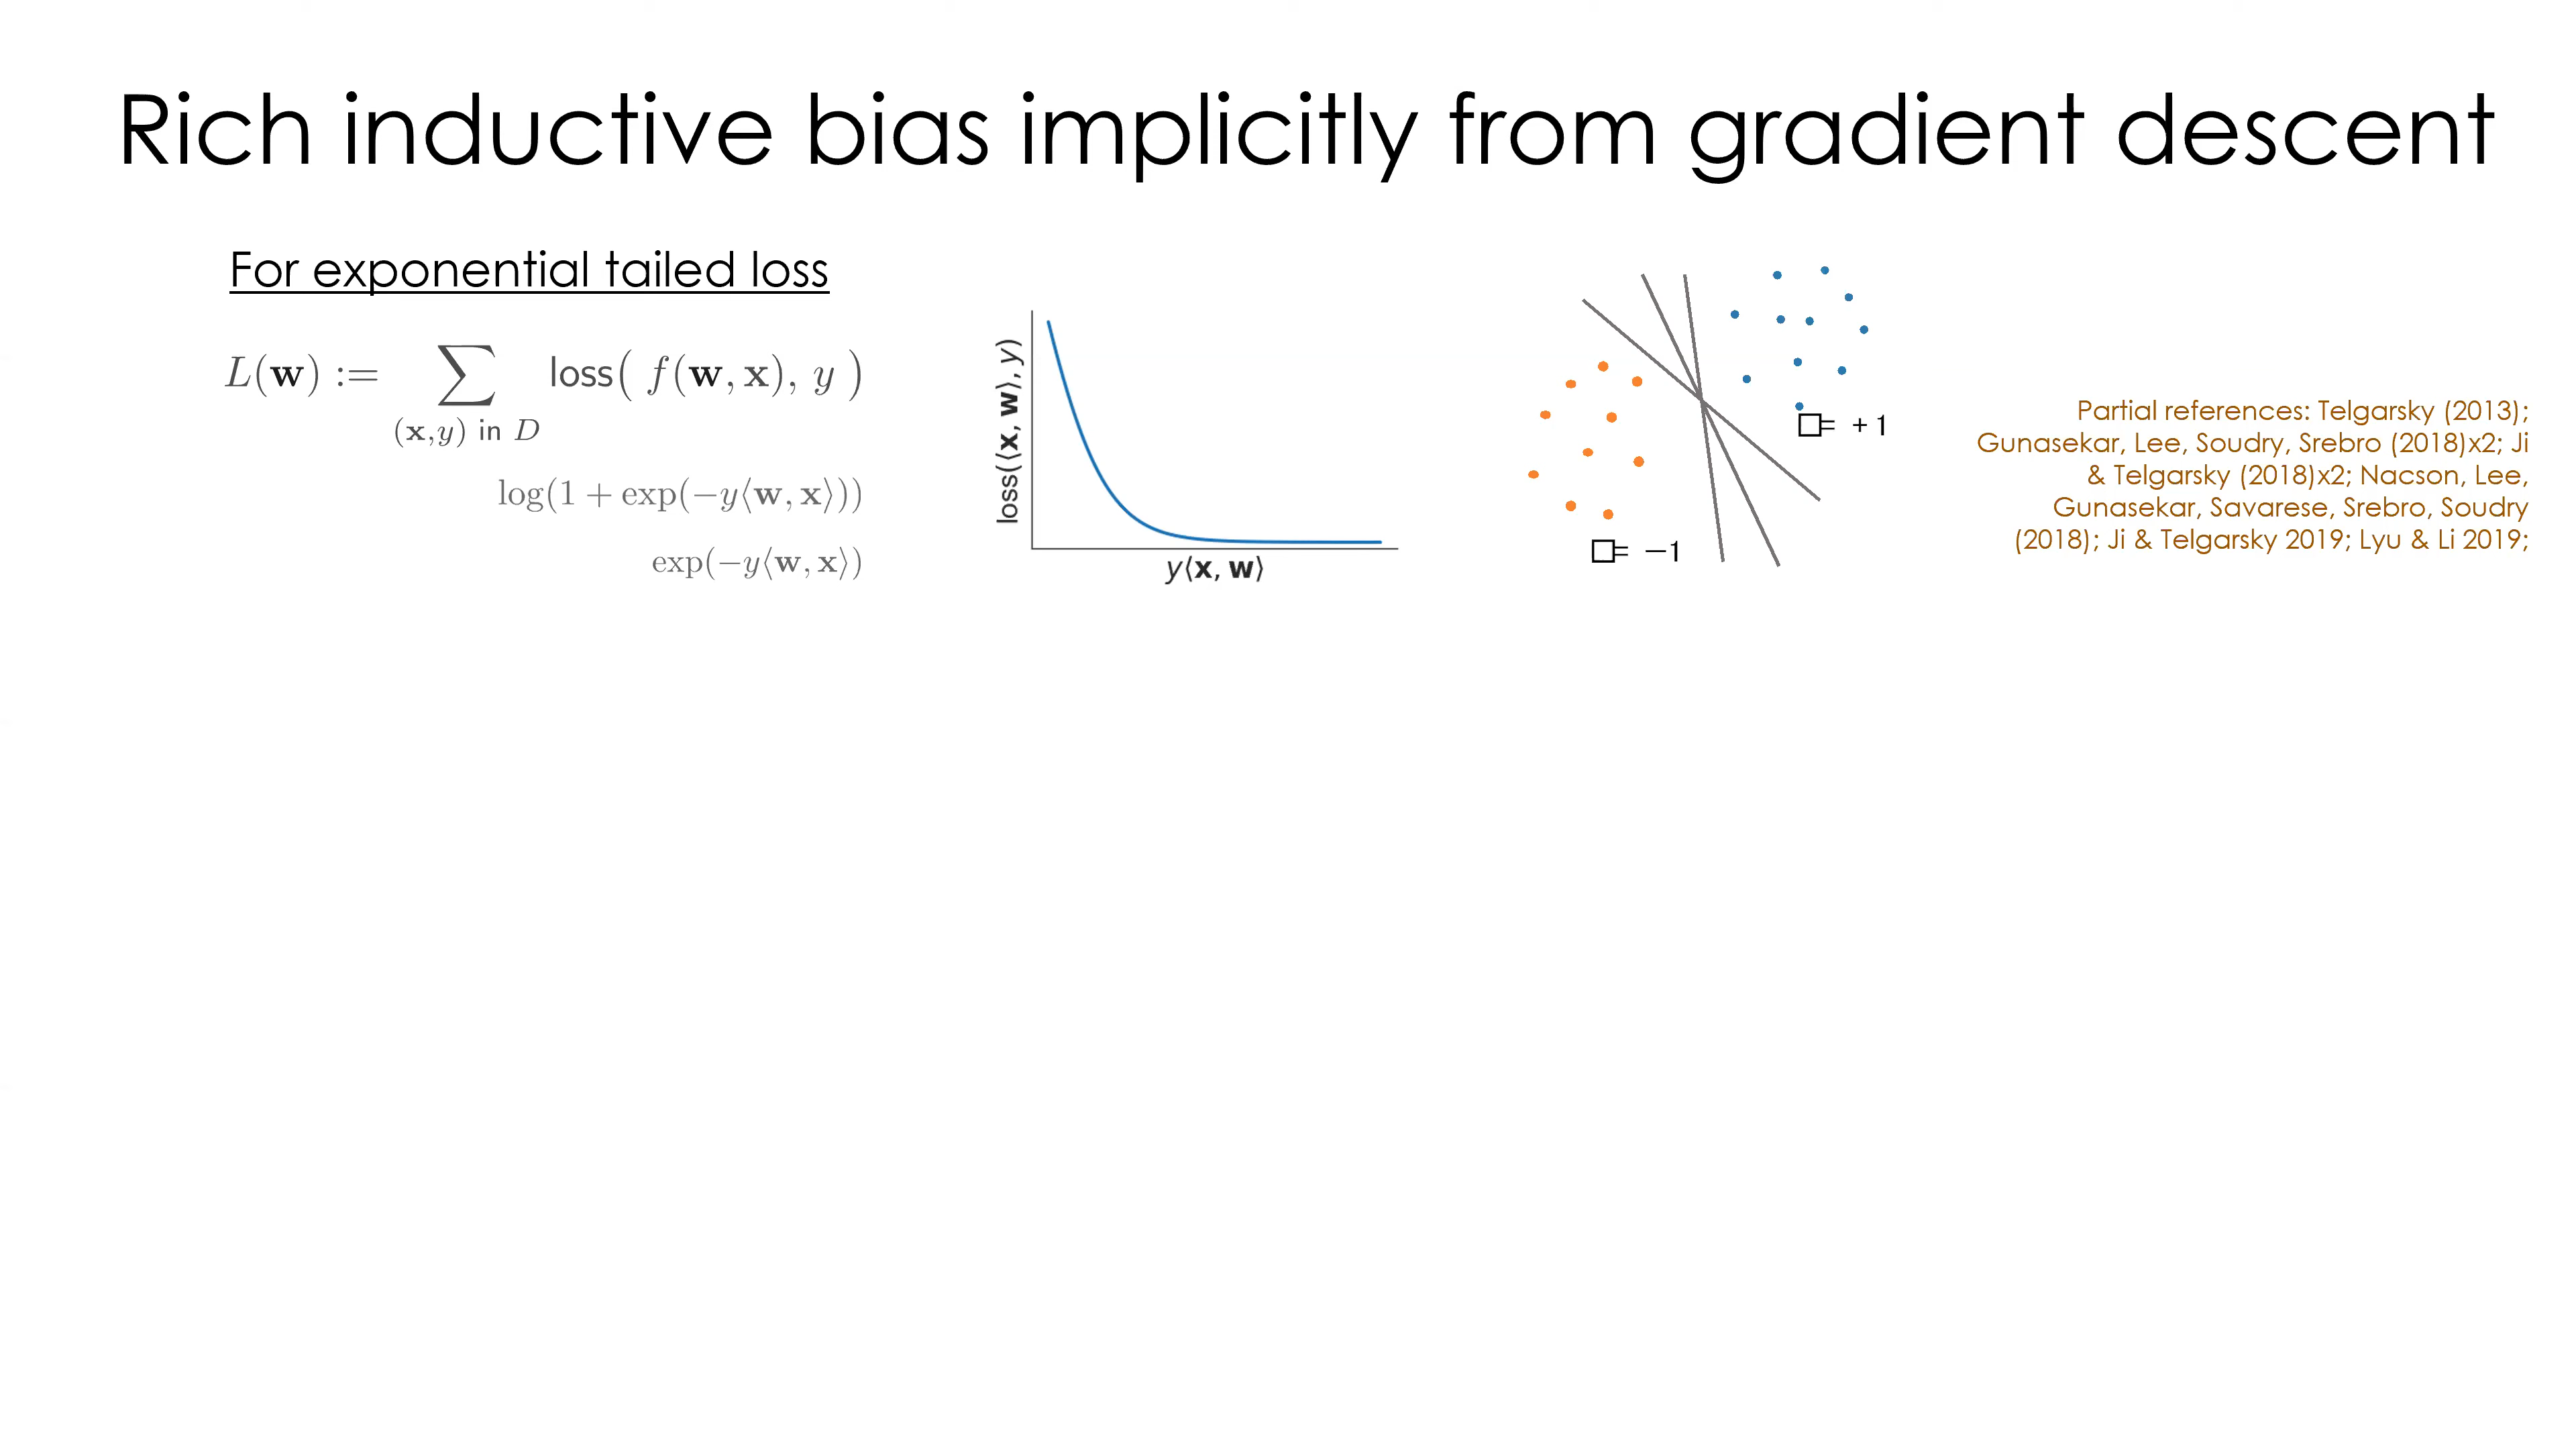 Rich inductive bias implicitly from gradient descent
For exponential tailed loss
L(w) := ∑ loss( f(w, x), y )
(x,y) in D
log(1 + exp(−y⟨w, x⟩))
exp(−y⟨w, x⟩)
loss(⟨x, w⟩, y)
y⟨x, w⟩
□= +1
□= −1
Partial references: Telgarsky (2013);
Gunasekar, Lee, Soudry, Srebro (2018)x2; Ji
& Telgarsky (2018)x2; Nacson, Lee,
Gunasekar, Savarese, Srebro, Soudry
(2018); Ji & Telgarsky 2019; Lyu & Li 2019;